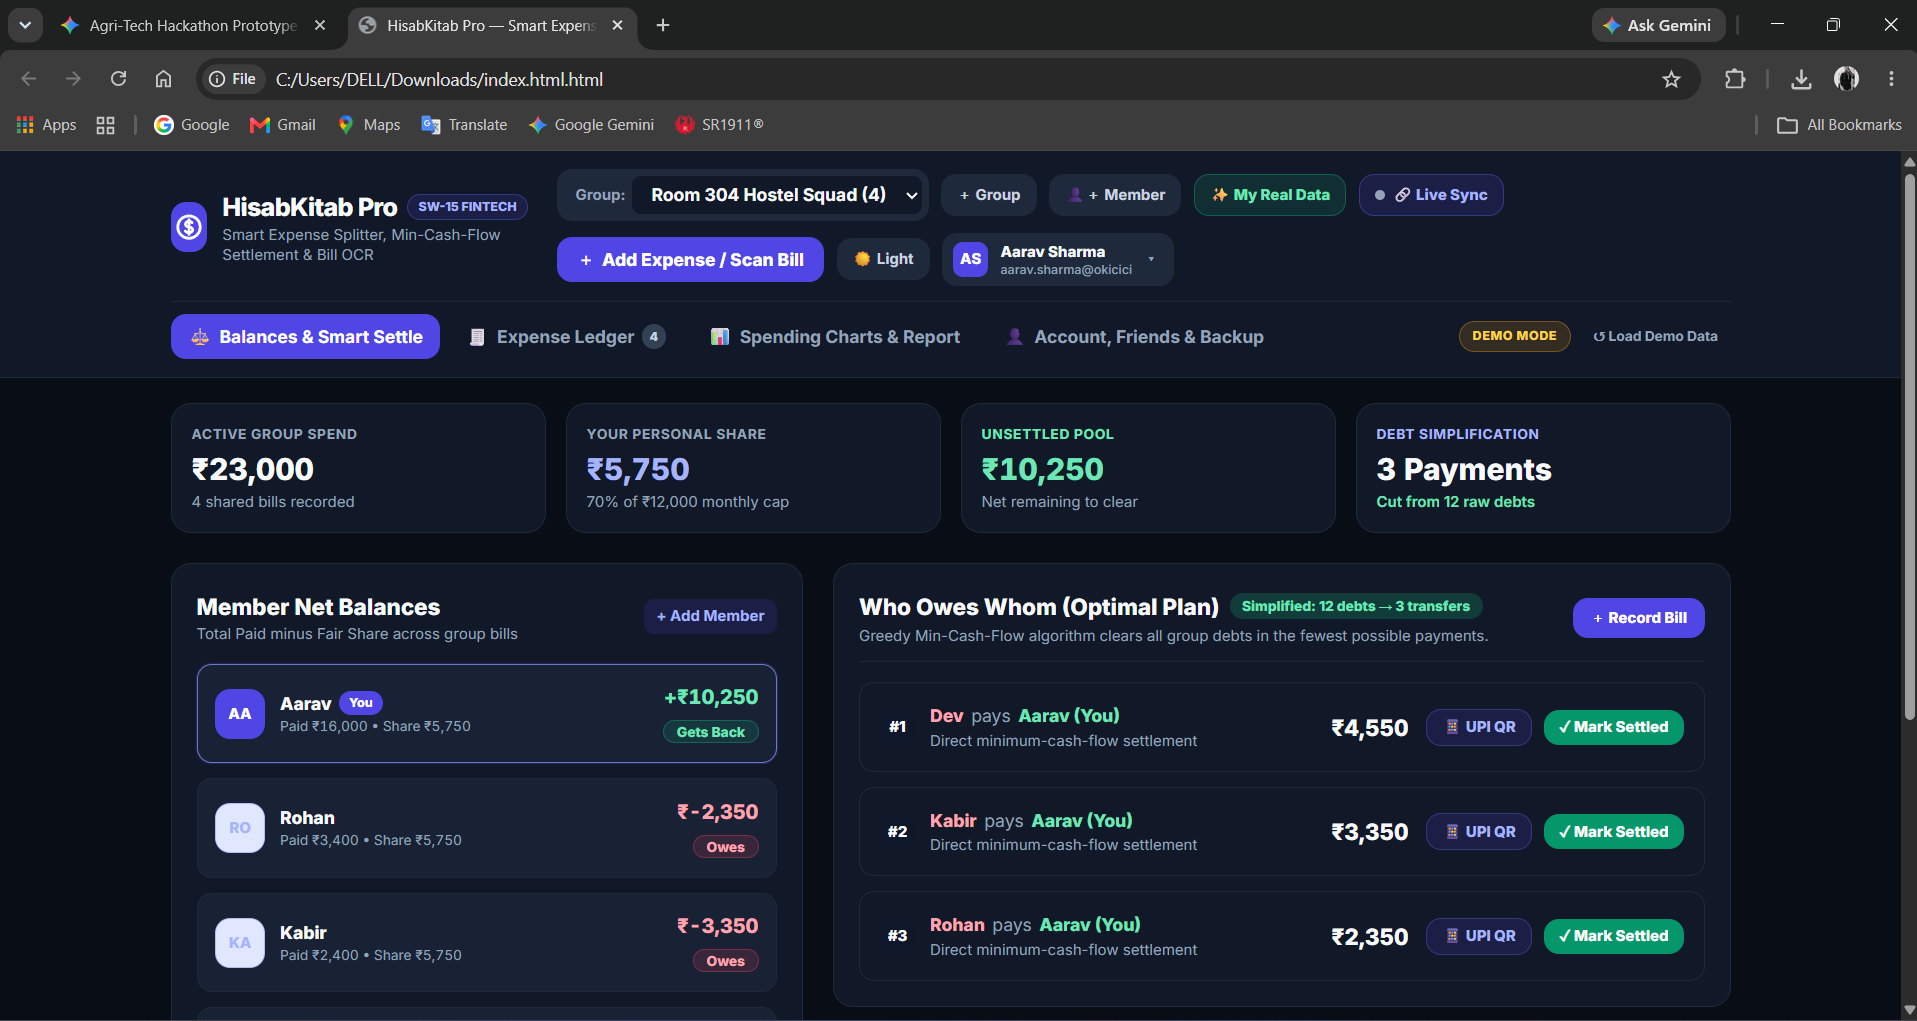 Agri-Tech Hackathon Prototype
HisabKitab Pro — Smart Expens
Ask Gemini
File
C:/Users/DELL/Downloads/index.html.html
Apps
Google
Gmail
Maps
Translate
Google Gemini
SR1911®
All Bookmarks
HisabKitab Pro
SW-15 FINTECH
Smart Expense Splitter, Min-Cash-Flow
Settlement & Bill OCR
Group:
Room 304 Hostel Squad (4)
+ Group
+ Member
My Real Data
Live Sync
+ Add Expense / Scan Bill
Light
AS
Aarav Sharma
aarav.sharma@okicici
Balances & Smart Settle
Expense Ledger 4
Spending Charts & Report
Account, Friends & Backup
DEMO MODE
↺ Load Demo Data
ACTIVE GROUP SPEND
₹23,000
4 shared bills recorded
YOUR PERSONAL SHARE
₹5,750
70% of ₹12,000 monthly cap
UNSETTLED POOL
₹10,250
Net remaining to clear
DEBT SIMPLIFICATION
3 Payments
Cut from 12 raw debts
Member Net Balances
Total Paid minus Fair Share across group bills
+ Add Member
AA
Aarav You
Paid ₹16,000 • Share ₹5,750
+₹10,250
Gets Back
RO
Rohan
Paid ₹3,400 • Share ₹5,750
₹-2,350
Owes
KA
Kabir
Paid ₹2,400 • Share ₹5,750
₹-3,350
Owes
Who Owes Whom (Optimal Plan)
Simplified: 12 debts → 3 transfers
Greedy Min-Cash-Flow algorithm clears all group debts in the fewest possible payments.
+ Record Bill
#1
Dev pays Aarav (You)
Direct minimum-cash-flow settlement
₹4,550
UPI QR
✓ Mark Settled
#2
Kabir pays Aarav (You)
Direct minimum-cash-flow settlement
₹3,350
UPI QR
✓ Mark Settled
#3
Rohan pays Aarav (You)
Direct minimum-cash-flow settlement
₹2,350
UPI QR
✓ Mark Settled